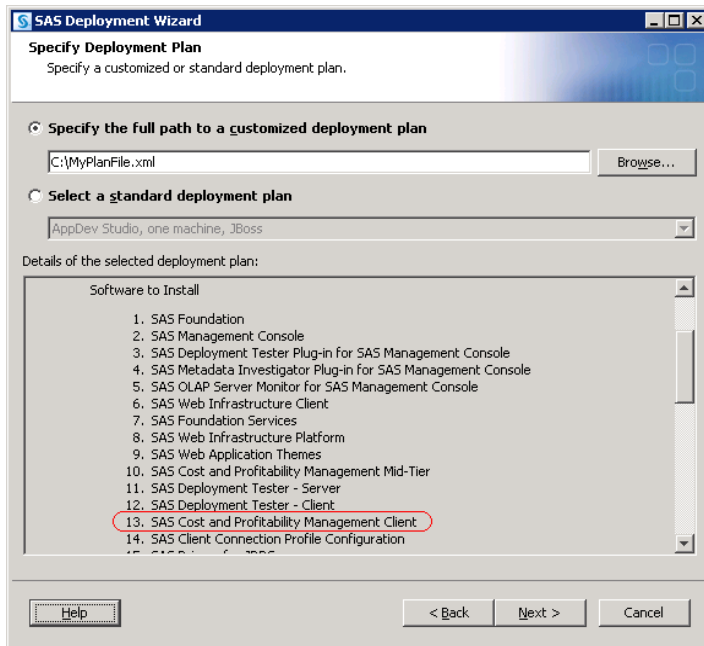 SAS Deployment Wizard
Specify Deployment Plan
Specify a customized or standard deployment plan.
Specify the full path to a customized deployment plan
C:\MyPlanFile.xml
Browse...
Select a standard deployment plan
AppDev Studio, one machine, JBoss
Details of the selected deployment plan:
Software to Install
1. SAS Foundation
2. SAS Management Console
3. SAS Deployment Tester Plug-in for SAS Management Console
4. SAS Metadata Investigator Plug-in for SAS Management Console
5. SAS OLAP Server Monitor for SAS Management Console
6. SAS Web Infrastructure Client
7. SAS Foundation Services
8. SAS Web Infrastructure Platform
9. SAS Web Application Themes
10. SAS Cost and Profitability Management Mid-Tier
11. SAS Deployment Tester - Server
12. SAS Deployment Tester - Client
13. SAS Cost and Profitability Management Client
14. SAS Client Connection Profile Configuration
Help
< Back
Next >
Cancel